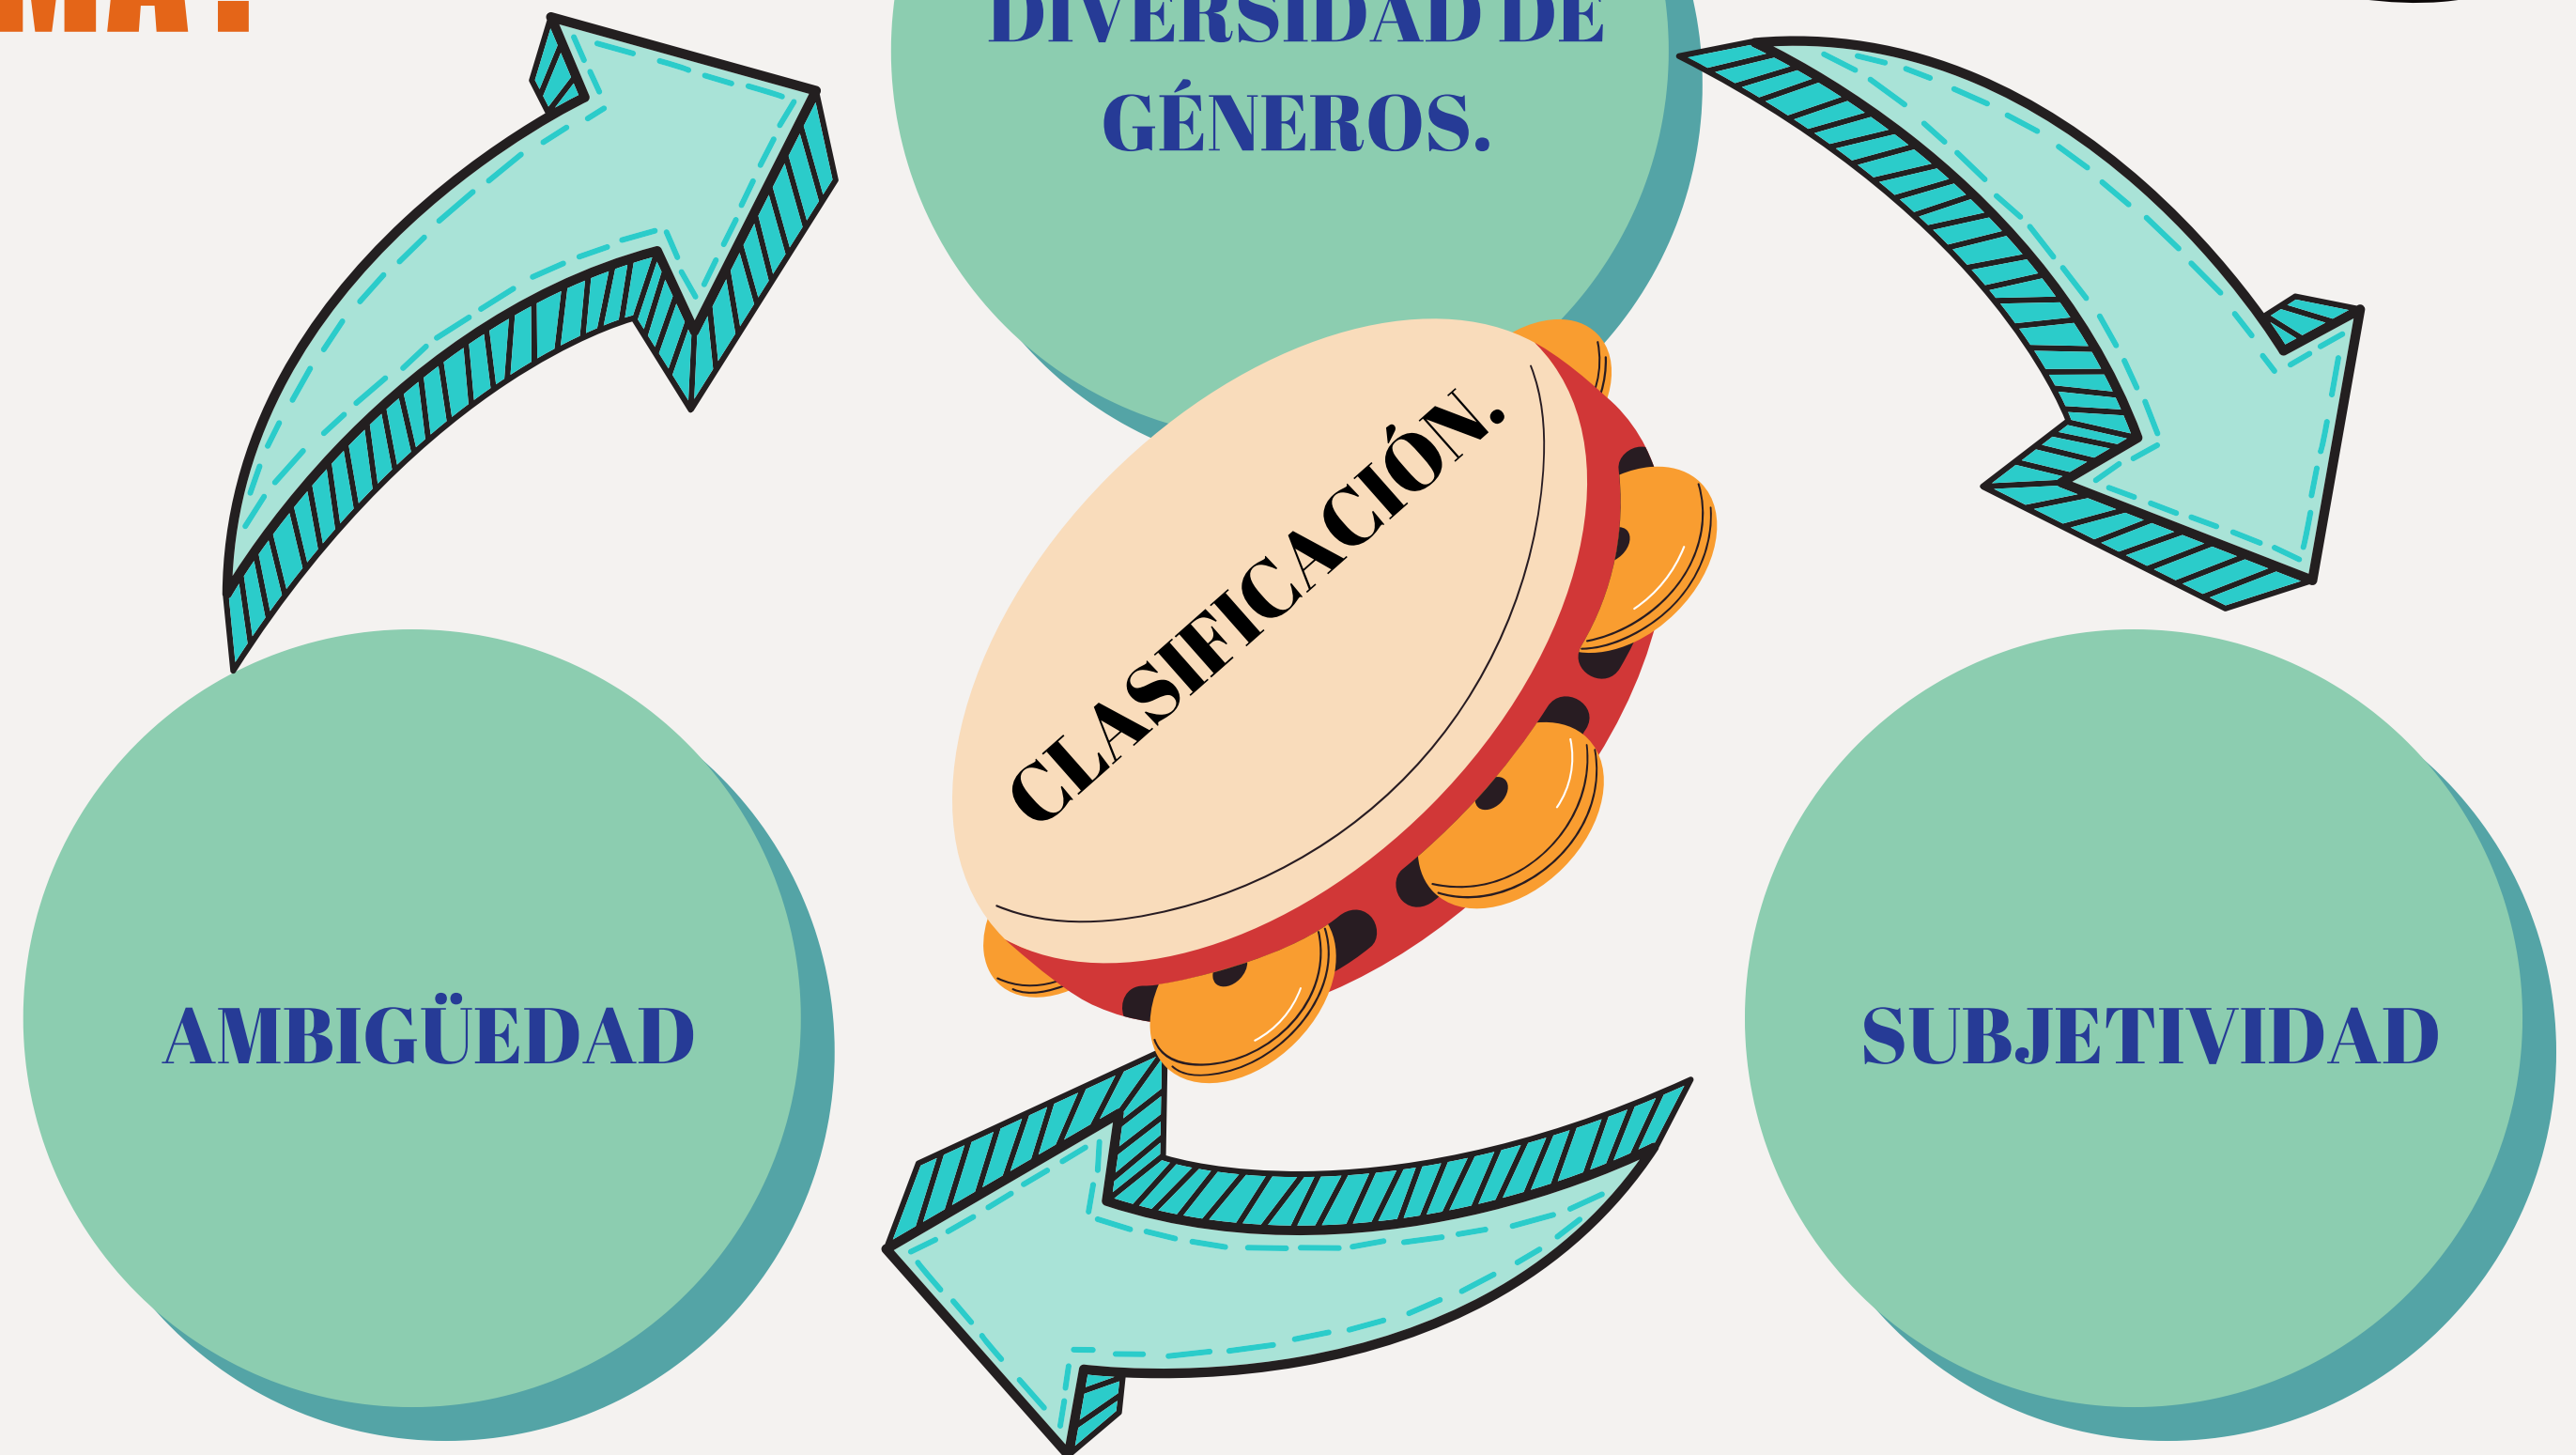 DIVERSIDAD DE
GÉNEROS.
CLASIFICACIÓN.
AMBIGÜEDAD
SUBJETIVIDAD